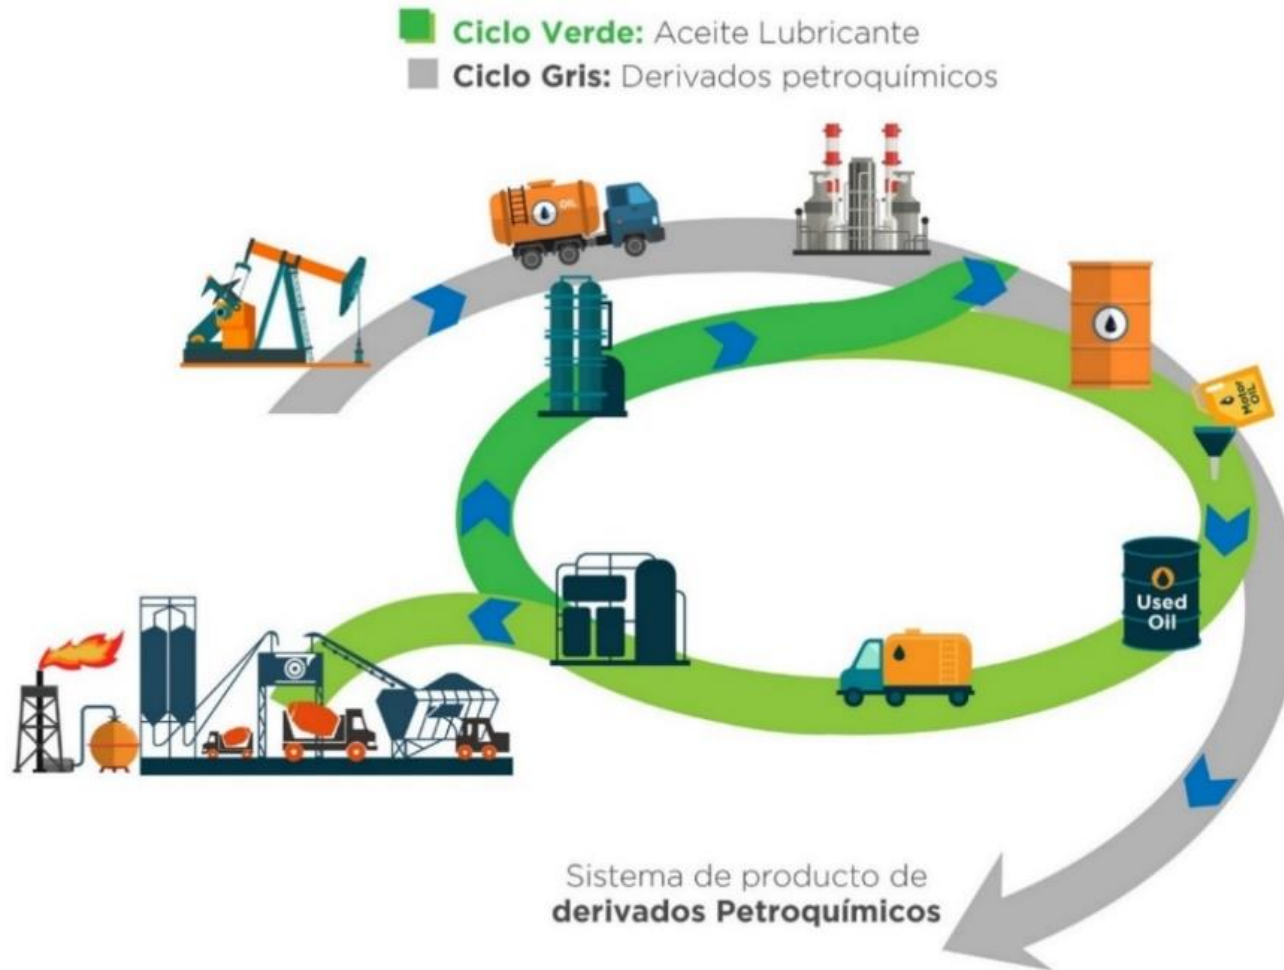 Ciclo Verde: Aceite Lubricante
Ciclo Gris: Derivados petroquímicos
OIL
Motor
OIL
Used
Oil
Sistema de producto de
derivados Petroquímicos